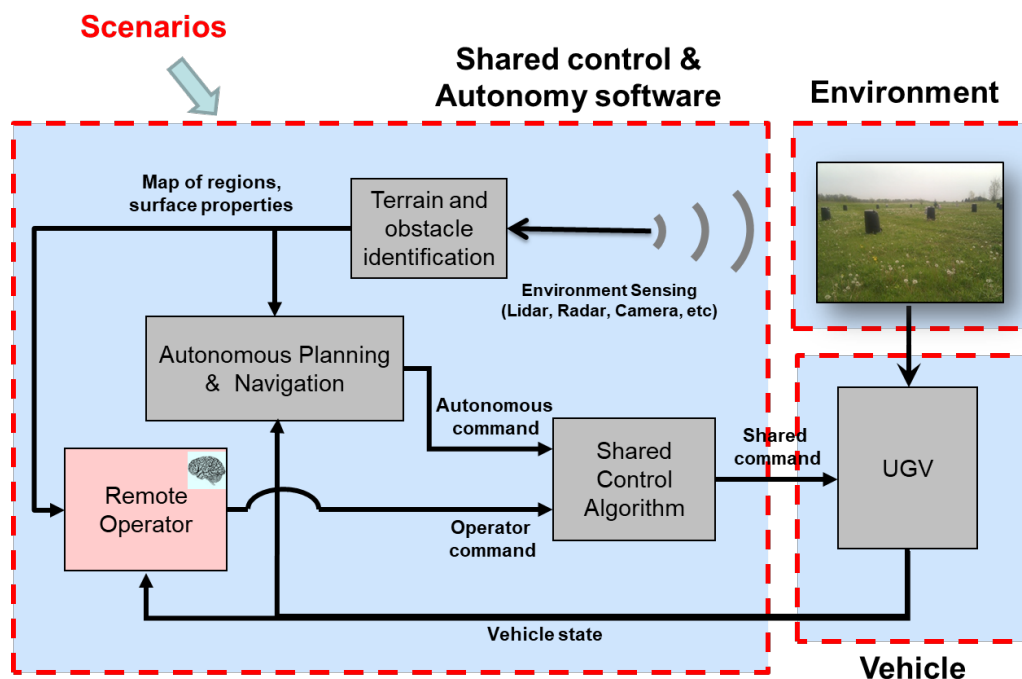 Scenarios
Shared control &
Autonomy software
Environment
Map of regions,
surface properties
Terrain and
obstacle
identification
Environment Sensing
(Lidar, Radar, Camera, etc)
Autonomous Planning
& Navigation
Autonomous
command
Shared
command
Remote
Operator
Shared
Control
Algorithm
UGV
Operator
command
Vehicle state
Vehicle